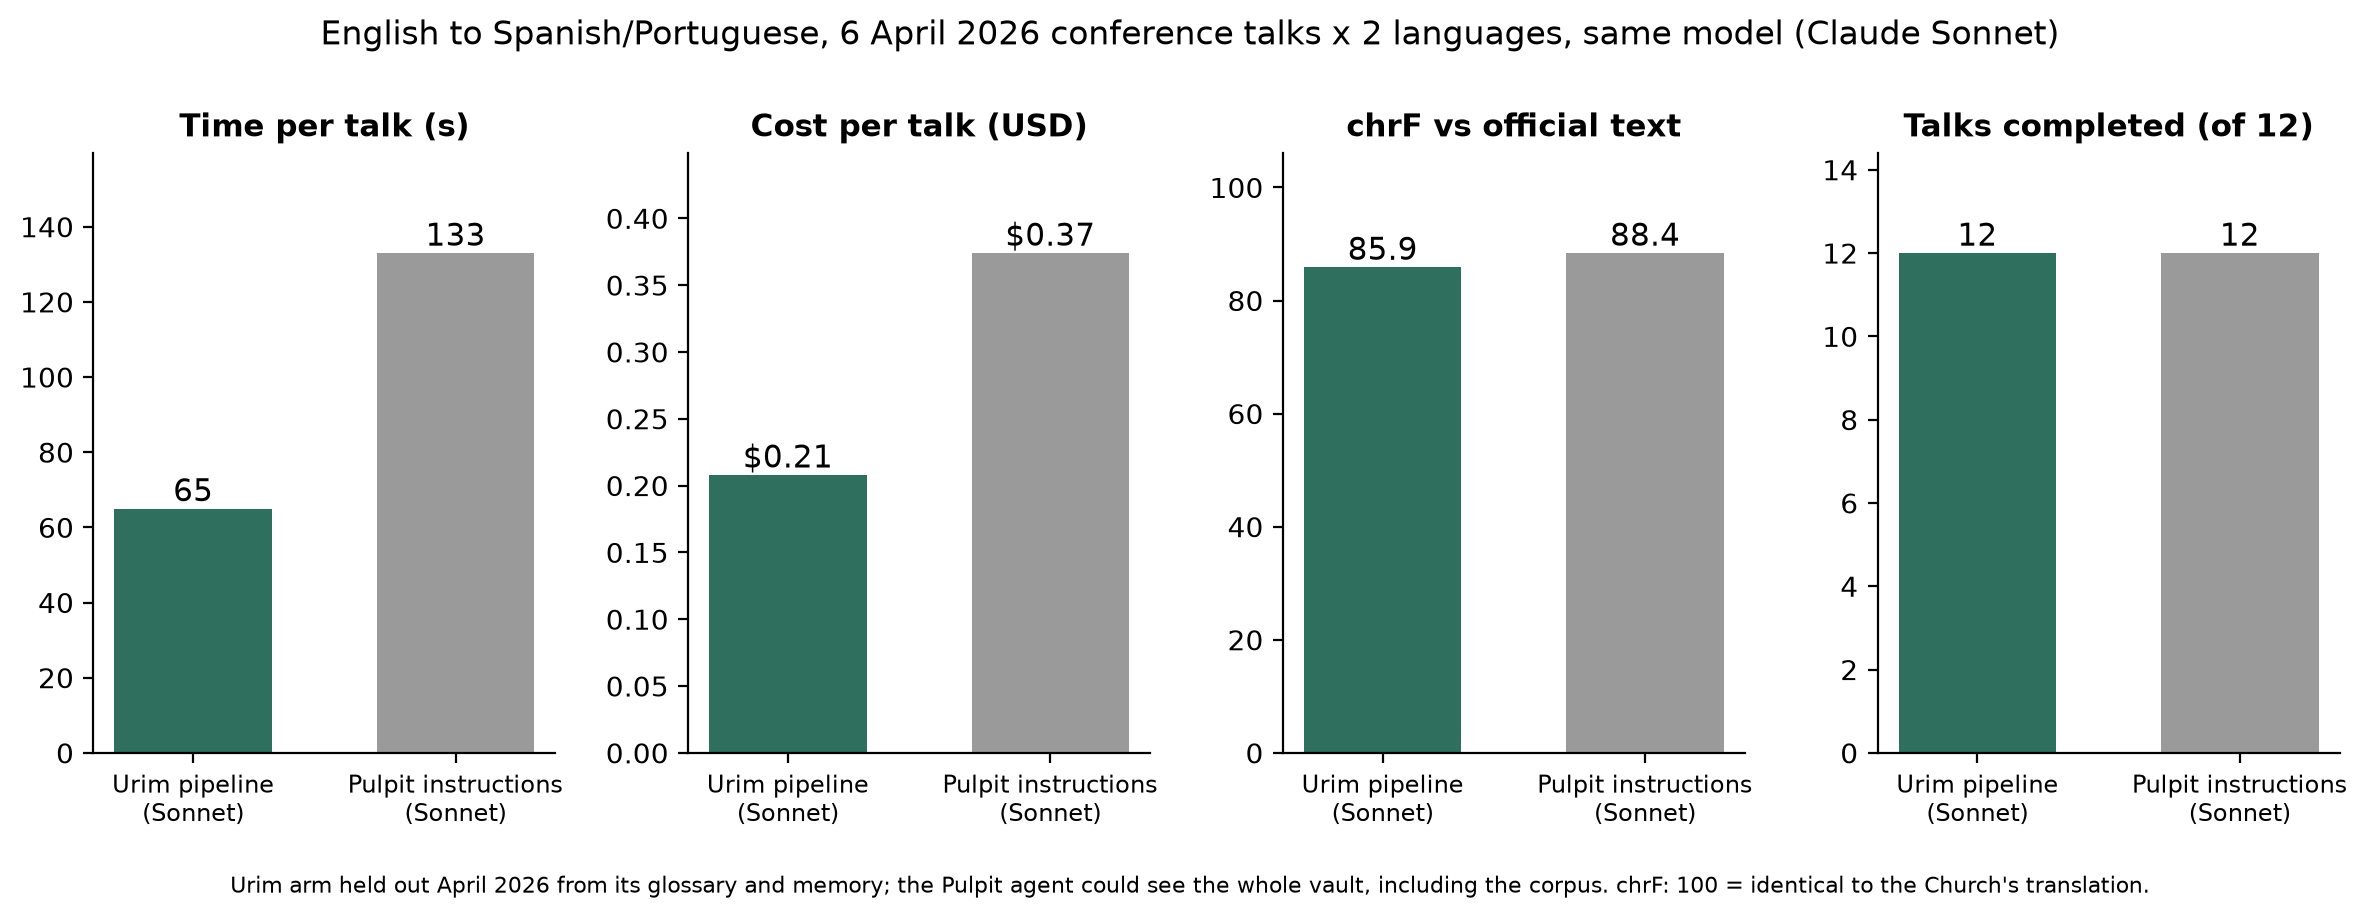 English to Spanish/Portuguese, 6 April 2026 conference talks x 2 languages, same model (Claude Sonnet)
Time per talk (s)
140
120
100
80
60
40
20
0
65
133
Urim pipeline
(Sonnet)
Pulpit instructions
(Sonnet)
Cost per talk (USD)
0.40
0.35
0.30
0.25
0.20
0.15
0.10
0.05
0.00
$0.21
$0.37
Urim pipeline
(Sonnet)
Pulpit instructions
(Sonnet)
chrF vs official text
100
80
60
40
20
0
85.9
88.4
Urim pipeline
(Sonnet)
Pulpit instructions
(Sonnet)
Talks completed (of 12)
14
12
10
8
6
4
2
0
12
12
Urim pipeline
(Sonnet)
Pulpit instructions
(Sonnet)
Urim arm held out April 2026 from its glossary and memory; the Pulpit agent could see the whole vault, including the corpus. chrF: 100 = identical to the Church's translation.